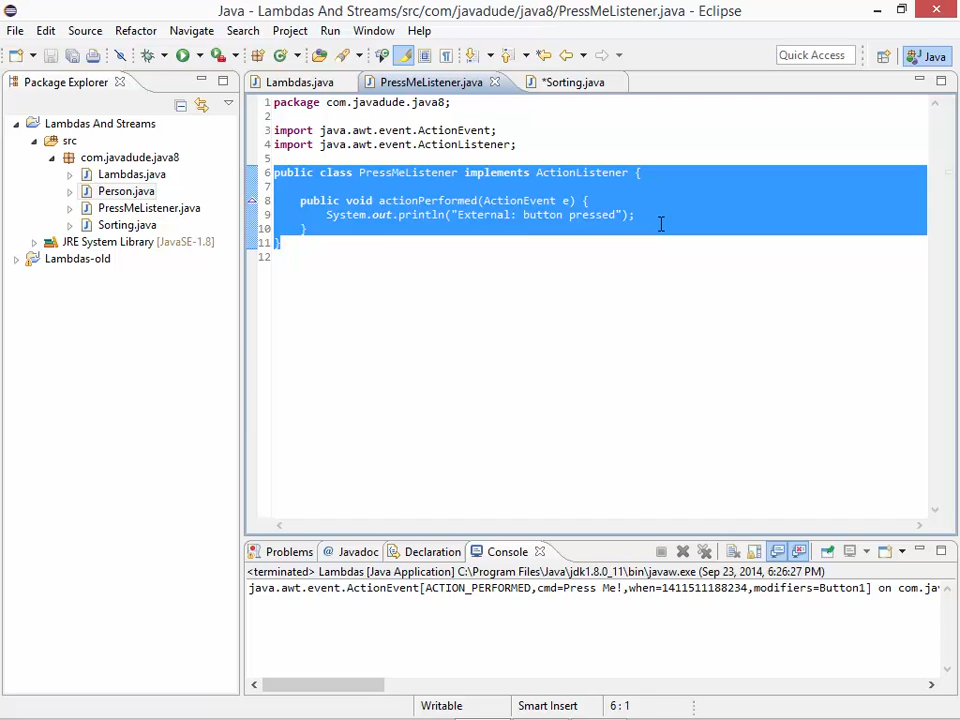 Java - Lambdas And Streams/src/com/javadude/java8/PressMeListener.java - Eclipse
File Edit Source Refactor Navigate Search Project Run Window Help
Quick Access
Java
Package Explorer
Lambdas.java PressMeListener.java *Sorting.java
Lambdas And Streams
src
com.javadude.java8
Lambdas.java
Person.java
PressMeListener.java
Sorting.java
JRE System Library [JavaSE-1.8]
Lambdas-old
1 package com.javadude.java8;
2
3 import java.awt.event.ActionEvent;
4 import java.awt.event.ActionListener;
5
6 public class PressMeListener implements ActionListener {
7
8 public void actionPerformed(ActionEvent e) {
9 System.out.println("External: button pressed");
10 }
11 }
12
Problems @ Javadoc Declaration Console
<terminated> Lambdas [Java Application] C:\Program Files\Java\jdk1.8.0_11\bin\javaw.exe (Sep 23, 2014, 6:26:27 PM)
java.awt.event.ActionEvent[ACTION_PERFORMED,cmd=Press Me!,when=1411511188234,modifiers=Button1] on com.jav
Writable Smart Insert 6 : 1